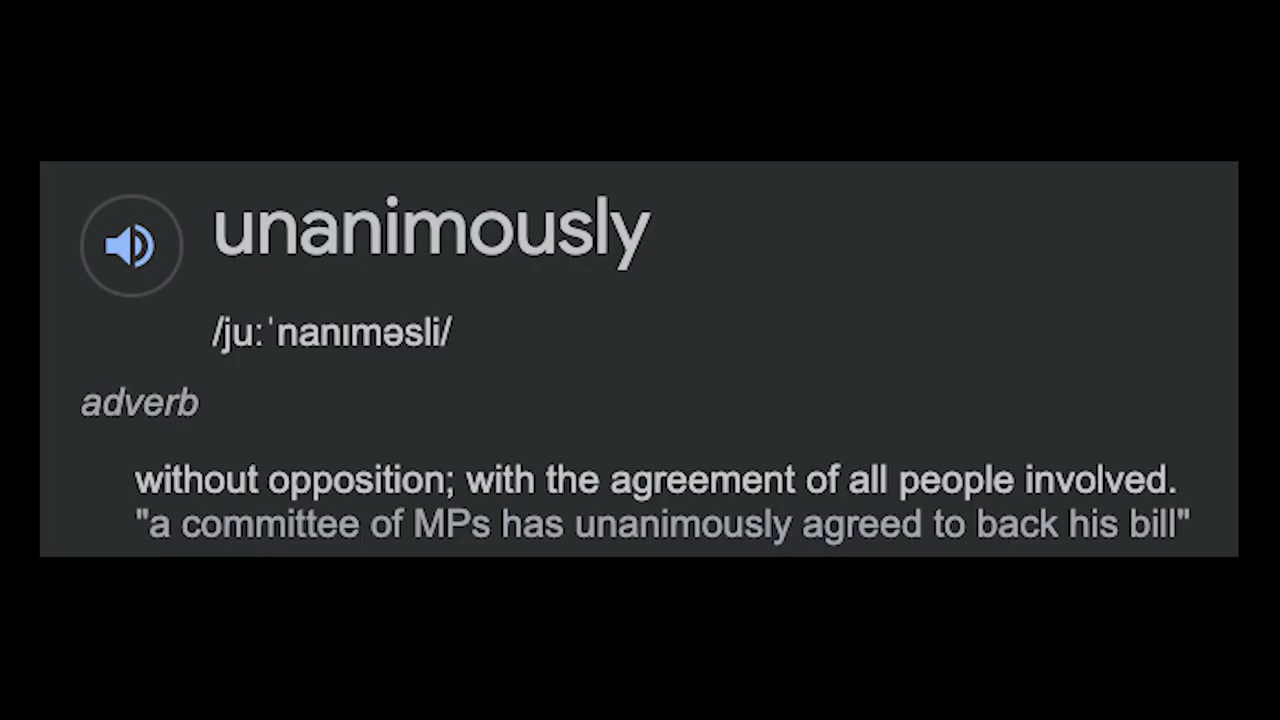 unanimously
/juːˈnanɪməsli/
adverb
without opposition; with the agreement of all people involved.
"a committee of MPs has unanimously agreed to back his bill"